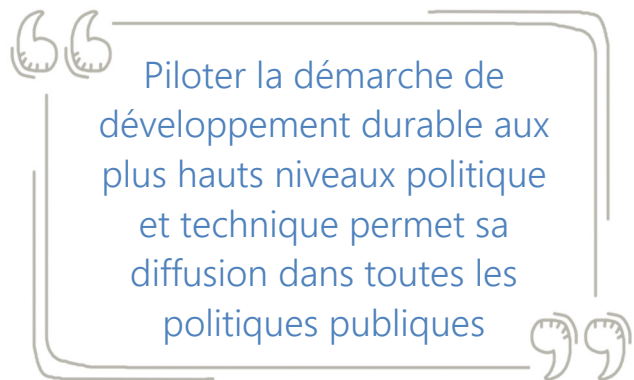 Piloter la démarche de
développement durable aux
plus hauts niveaux politique
et technique permet sa
diffusion dans toutes les
politiques publiques